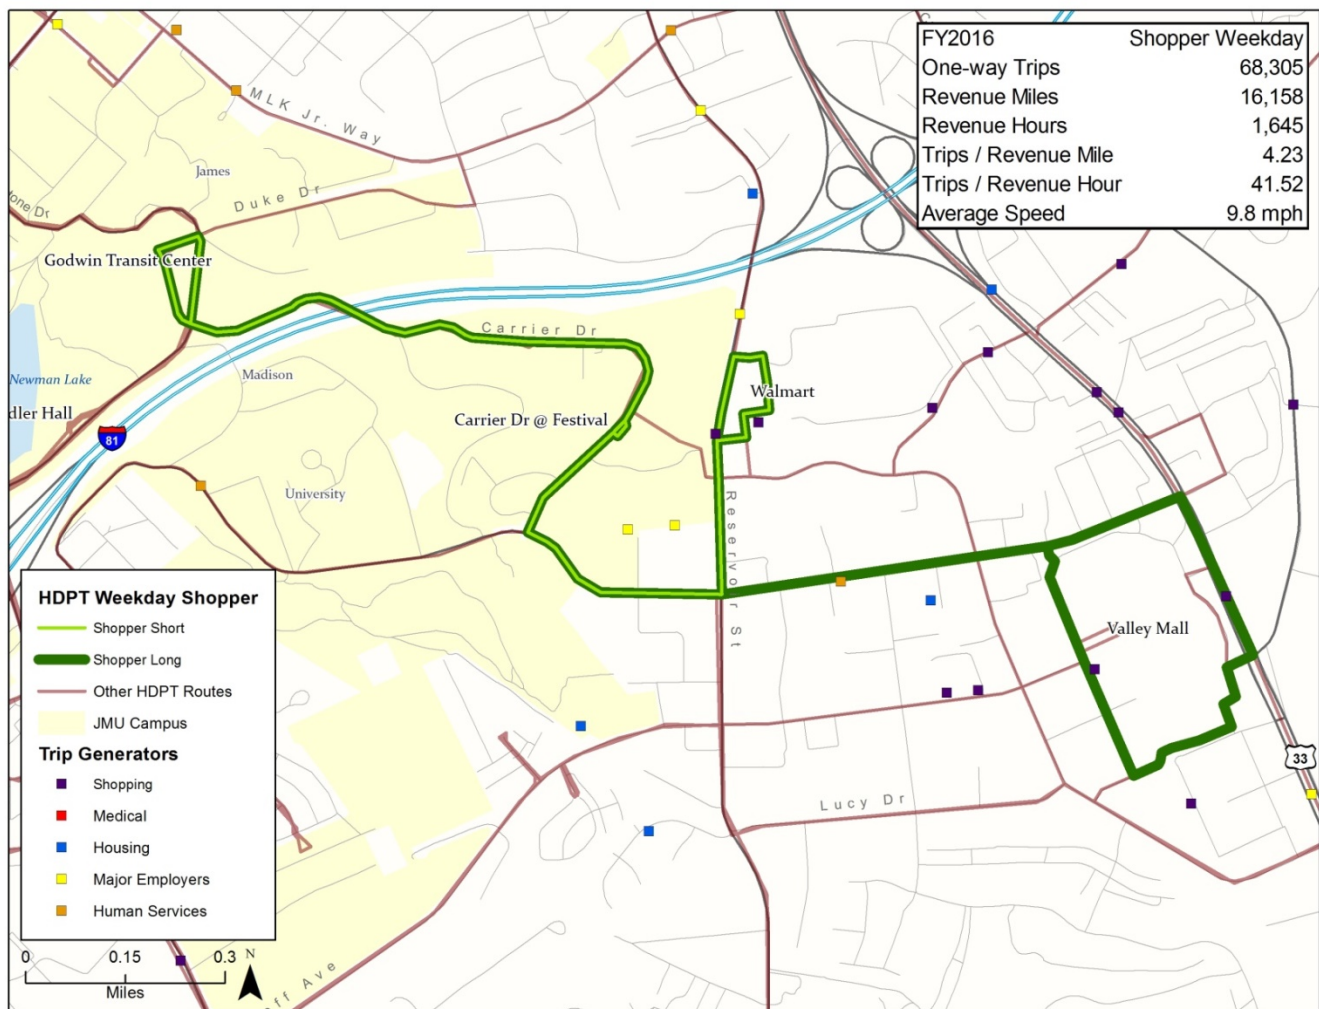 FY2016 Shopper Weekday
One-way Trips 68,305
Revenue Miles 16,158
Revenue Hours 1,645
Trips / Revenue Mile 4.23
Trips / Revenue Hour 41.52
Average Speed 9.8 mph
MLK Jr. Way
James
Duke Dr
tone Dr
Godwin Transit Center
Carrier Dr
Newman Lake
Madison
Walmart
dler Hall
Carrier Dr @ Festival
81
University
Reservoir St
Valley Mall
33
Lucy Dr
ff Ave
HDPT Weekday Shopper
Shopper Short
Shopper Long
Other HDPT Routes
JMU Campus
Trip Generators
Shopping
Medical
Housing
Major Employers
Human Services
0 0.15 0.3
Miles
N